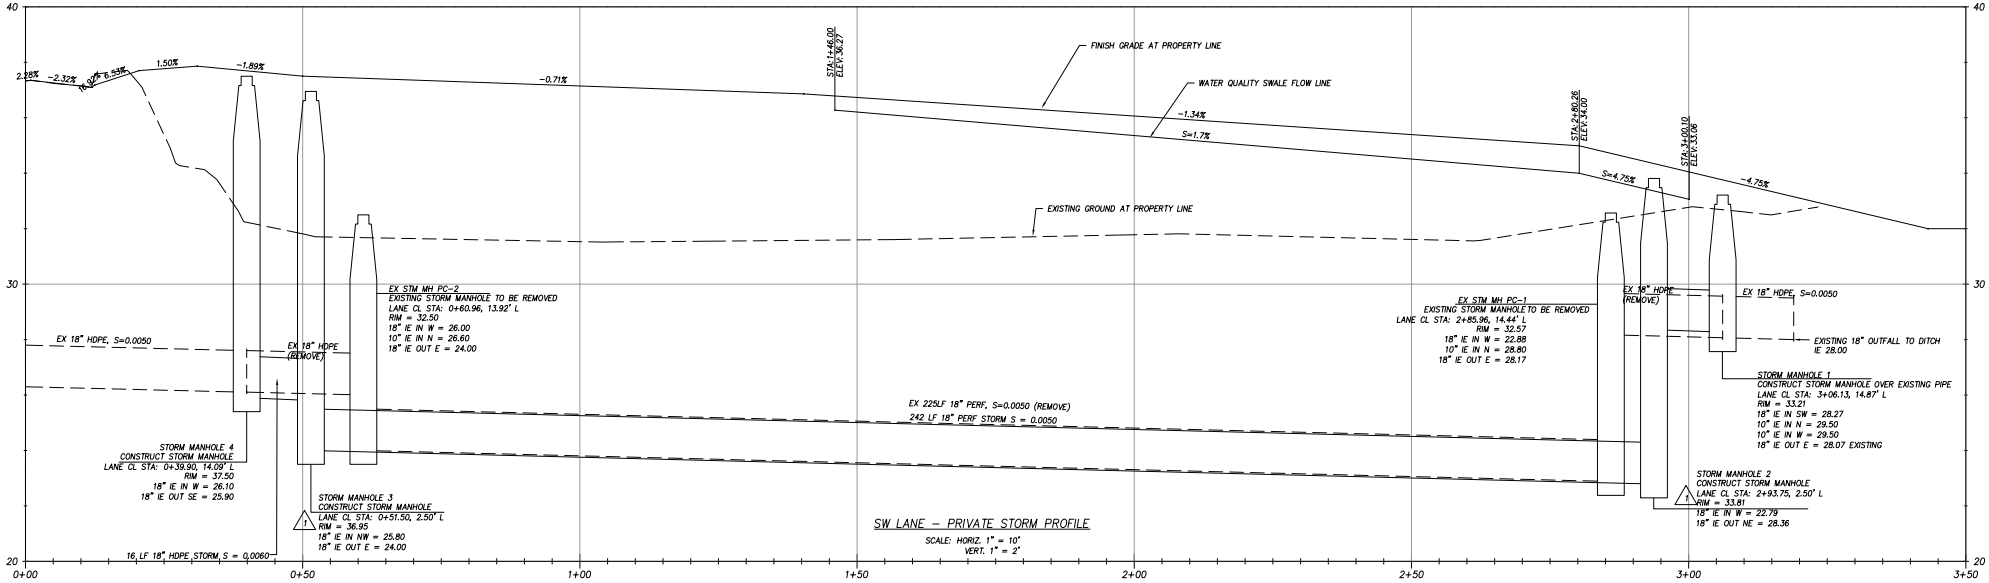 40
40
2.28%
-2.32%
16.92%
6.53%
1.50%
-1.89%
-0.71%
STA: 1+46.00
ELEV: 36.27
FINISH GRADE AT PROPERTY LINE
WATER QUALITY SWALE FLOW LINE
-1.34%
S=1.7%
STA: 2+80.26
ELEV: 34.00
S=4.75%
STA: 3+00.10
ELEV: 33.06
-4.75%
EXISTING GROUND AT PROPERTY LINE
30
30
EX STM MH PC-2
EXISTING STORM MANHOLE TO BE REMOVED
LANE CL STA: 0+60.96, 13.92' L
RIM = 32.50
18" IE IN W = 26.00
10" IE IN N = 26.60
18" IE OUT E = 24.00
EX STM MH PC-1
EXISTING STORM MANHOLE TO BE REMOVED
LANE CL STA: 2+85.96, 14.44' L
RIM = 32.57
18" IE IN W = 22.88
10" IE IN N = 28.80
18" IE OUT E = 28.17
EX 18" HDPE
(REMOVE)
EX 18" HDPE, S=0.0050
EXISTING 18" OUTFALL TO DITCH
IE 28.00
EX 18" HDPE, S=0.0050
EX 18" HDPE
(REMOVE)
STORM MANHOLE 1
CONSTRUCT STORM MANHOLE OVER EXISTING PIPE
LANE CL STA: 3+06.13, 14.87' L
RIM = 33.21
18" IE IN SW = 28.27
10" IE IN N = 29.50
10" IE IN W = 29.50
18" IE OUT E = 28.07 EXISTING
EX 225LF 18" PERF, S=0.0050 (REMOVE)
242 LF 18" PERF STORM S = 0.0050
STORM MANHOLE 4
CONSTRUCT STORM MANHOLE
LANE CL STA: 0+39.90, 14.09' L
RIM = 37.50
18" IE IN W = 26.10
18" IE OUT SE = 25.90
STORM MANHOLE 3
CONSTRUCT STORM MANHOLE
LANE CL STA: 0+51.50, 2.50' L
RIM = 36.95
18" IE IN NW = 25.80
18" IE OUT E = 24.00
1
STORM MANHOLE 2
CONSTRUCT STORM MANHOLE
LANE CL STA: 2+93.75, 2.50' L
RIM = 33.81
18" IE IN W = 22.79
18" IE OUT NE = 28.36
1
16 LF 18" HDPE STORM, S = 0.0060
SW LANE - PRIVATE STORM PROFILE
SCALE: HORIZ. 1" = 10'
VERT. 1" = 2'
20
20
0+00
0+50
1+00
1+50
2+00
2+50
3+00
3+50